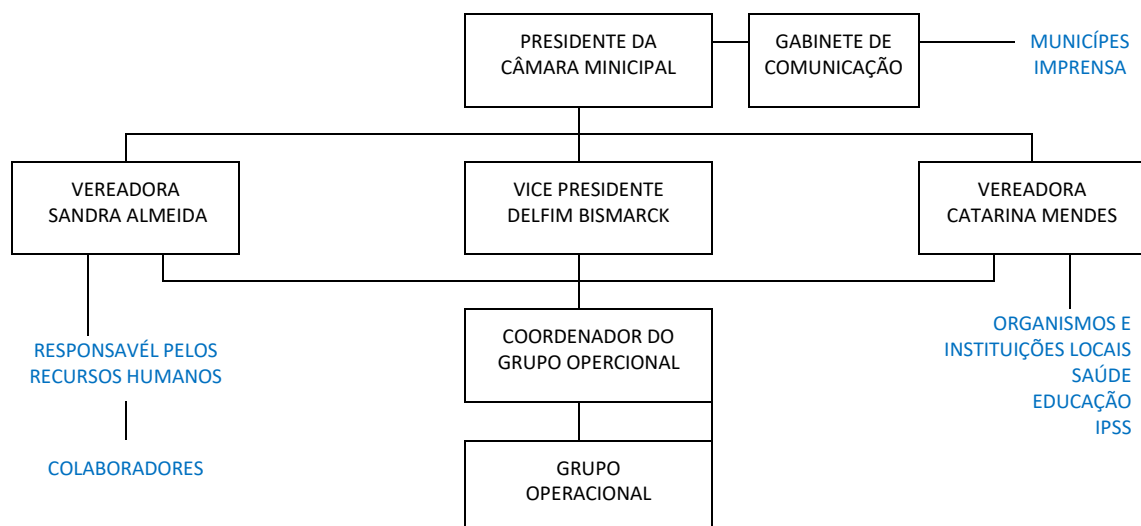 PRESIDENTE DA
CÂMARA MINICIPAL
GABINETE DE
COMUNICAÇÃO
MUNICÍPES
IMPRENSA
VEREADORA
SANDRA ALMEIDA
VICE PRESIDENTE
DELFIM BISMARCK
VEREADORA
CATARINA MENDES
RESPONSAVÉL PELOS
RECURSOS HUMANOS
COLABORADORES
COORDENADOR DO
GRUPO OPERCIONAL
GRUPO
OPERACIONAL
ORGANISMOS E
INSTITUIÇÕES LOCAIS
SAÚDE
EDUCAÇÃO
IPSS